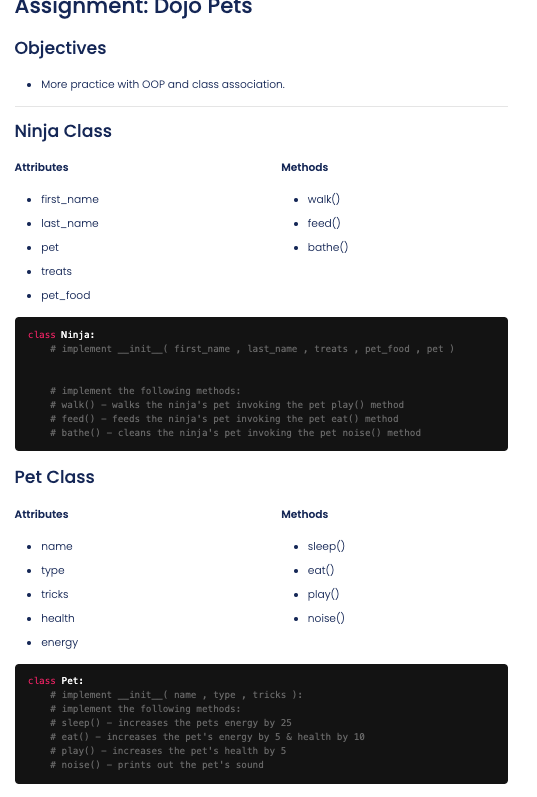 Assignment: Dojo Pets
Objectives
More practice with OOP and class association.
Ninja Class
Attributes
first_name
last_name
pet
treats
pet_food
Methods
walk()
feed()
bathe()
class Ninja:
# implement __init__( first_name , last_name , treats , pet_food , pet )
# implement the following methods:
# walk() - walks the ninja's pet invoking the pet play() method
# feed() - feeds the ninja's pet invoking the pet eat() method
# bathe() - cleans the ninja's pet invoking the pet noise() method
Pet Class
Attributes
name
type
tricks
health
energy
Methods
sleep()
eat()
play()
noise()
class Pet:
# implement __init__( name , type , tricks ):
# implement the following methods:
# sleep() - increases the pets energy by 25
# eat() - increases the pet's energy by 5 & health by 10
# play() - increases the pet's health by 5
# noise() - prints out the pet's sound